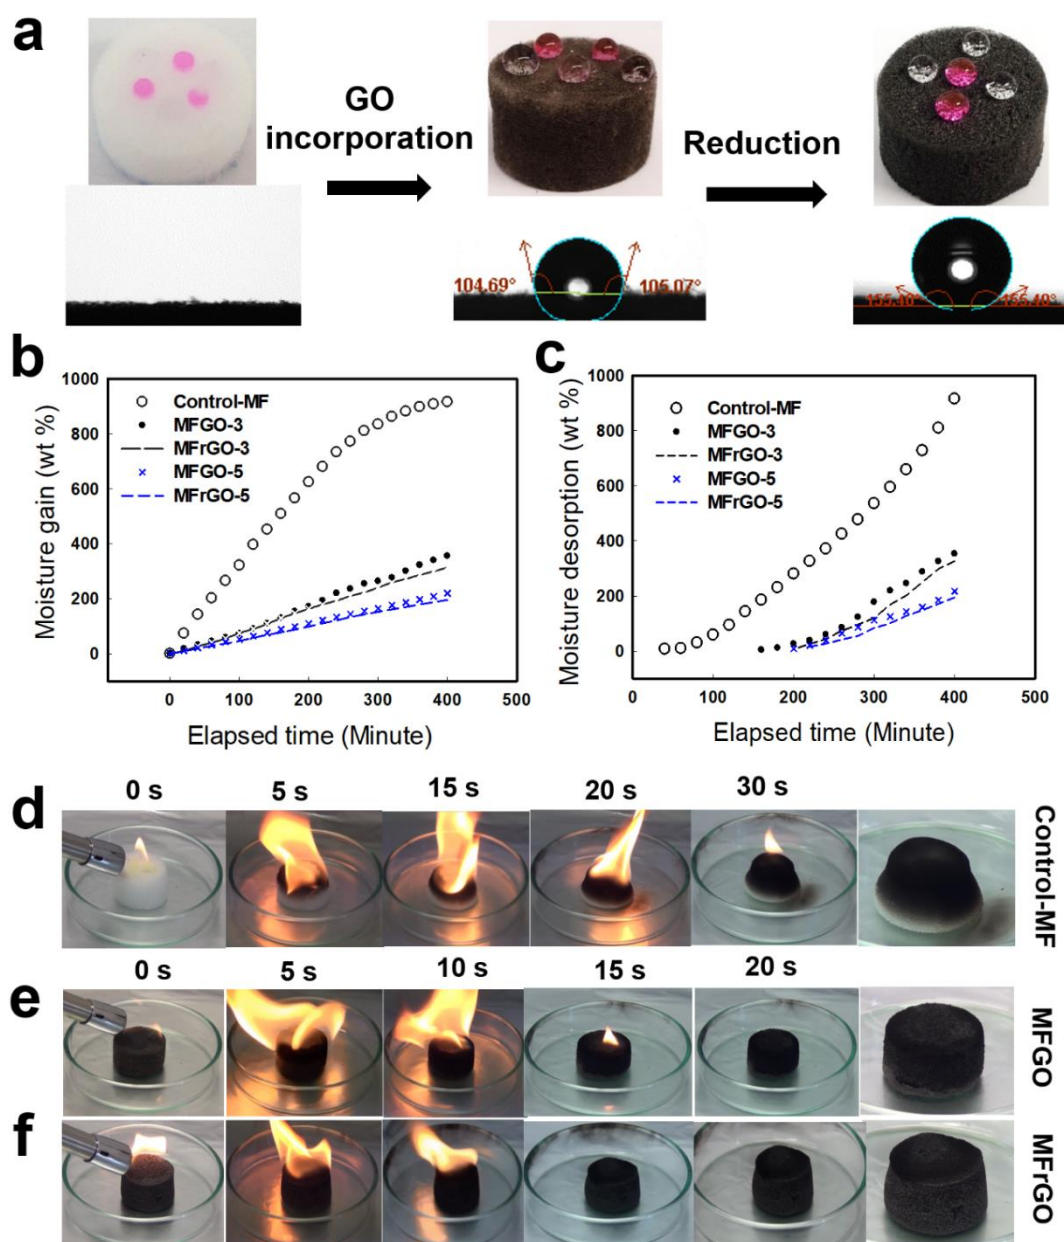 a
GO
incorporation
Reduction
104.69°
105.07°
155.40°
155.40°
b
Moisture gain (wt %)
1000
800
600
400
200
0
Control-MF
MFGO-3
MFrGO-3
MFGO-5
MFrGO-5
0 100 200 300 400 500
Elapsed time (Minute)
c
Moisture desorption (wt %)
1000
800
600
400
200
0
Control-MF
MFGO-3
MFrGO-3
MFGO-5
MFrGO-5
0 100 200 300 400 500
Elapsed time (Minute)
d
0 s 5 s 15 s 20 s 30 s
Control-MF
e
0 s 5 s 10 s 15 s 20 s
MFGO
f
MFrGO